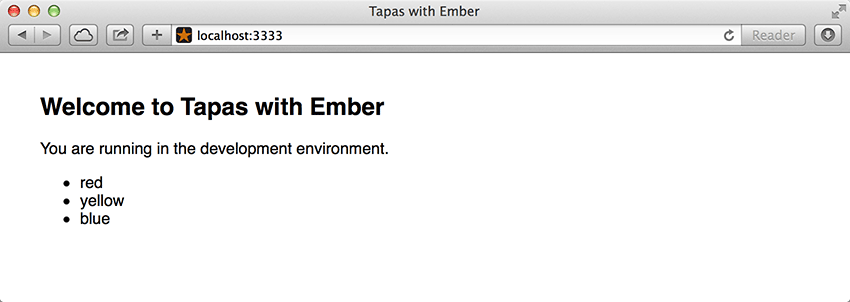 Tapas with Ember
localhost:3333
Reader
Welcome to Tapas with Ember
You are running in the development environment.
• red
• yellow
• blue